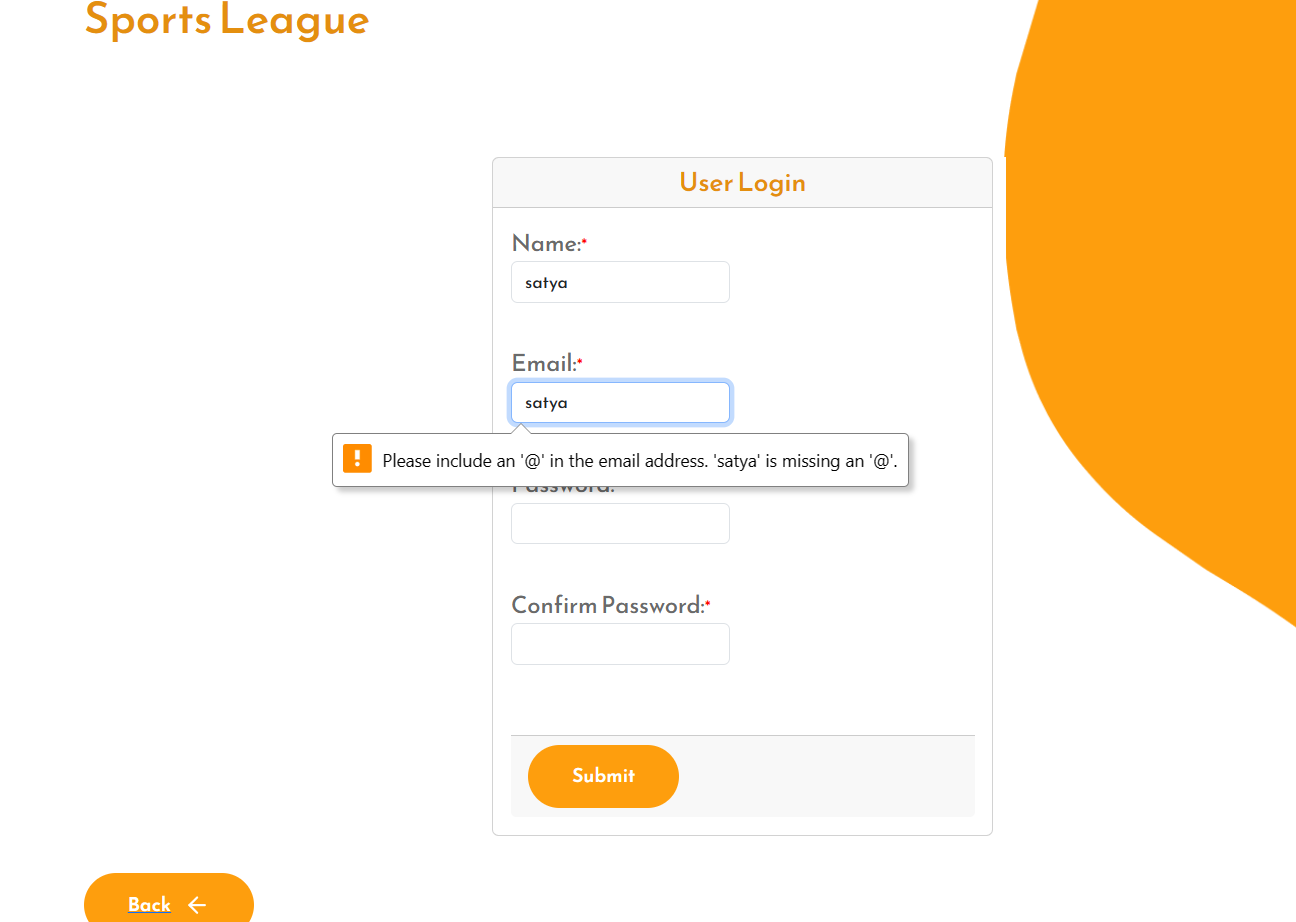 Sports League
User Login
Name:*
satya
Email:*
satya
Please include an '@' in the email address. 'satya' is missing an '@'.
Password:
Confirm Password:*
Submit
Back ←